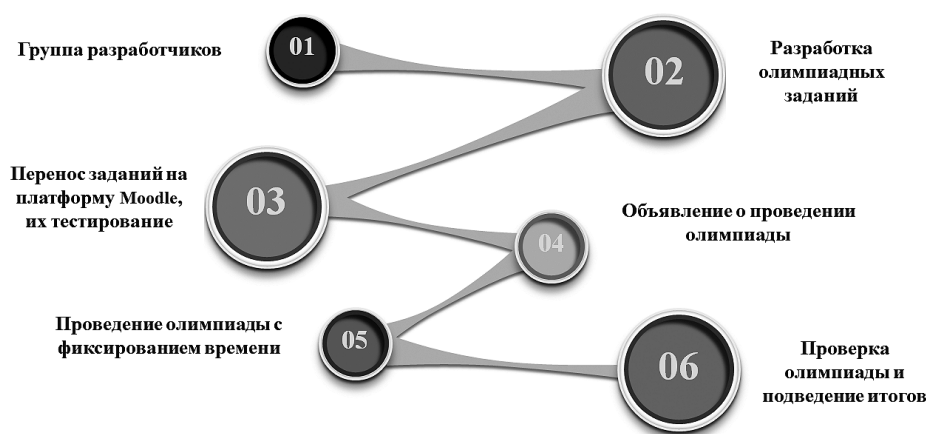 Группа разработчиков
01
02
Разработка
олимпиадных
заданий
Перенос заданий на
платформу Moodle,
их тестирование
03
04
Объявление о проведении
олимпиады
Проведение олимпиады с
фиксированием времени
05
06
Проверка
олимпиады и
подведение итогов